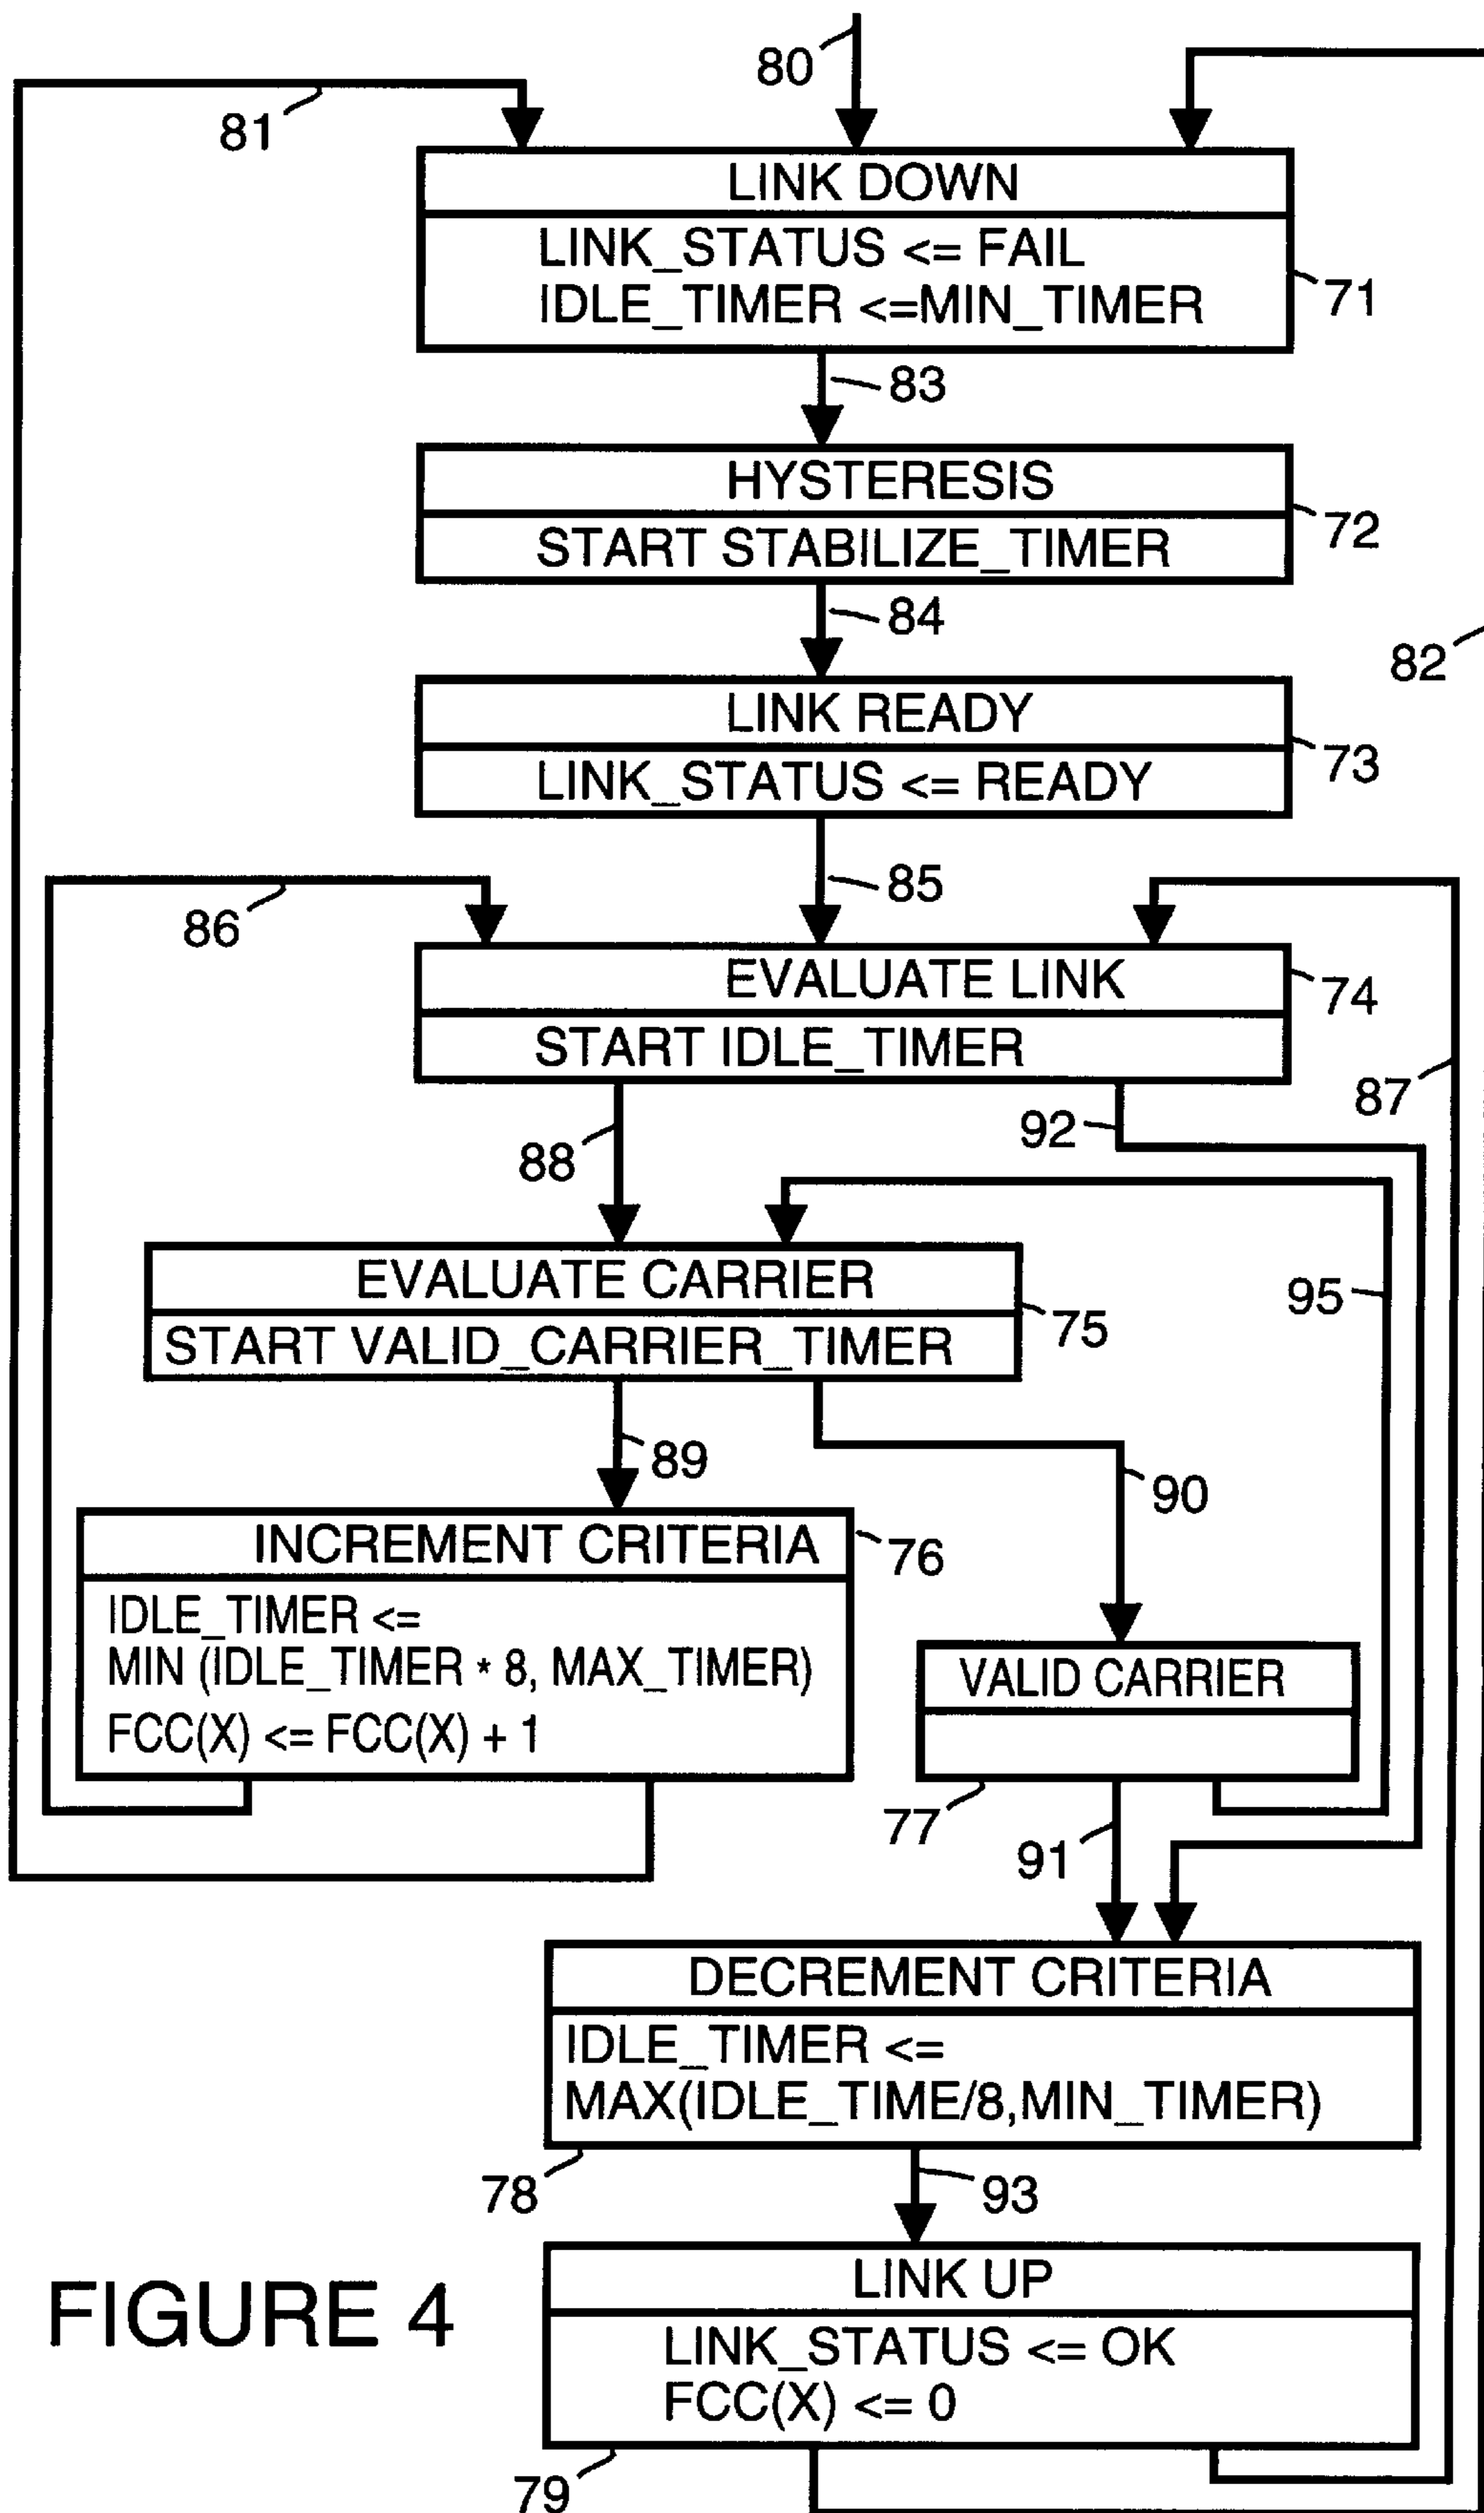 80
81
LINK DOWN
LINK_STATUS <= FAIL
IDLE_TIMER <=MIN_TIMER
71
83
HYSTERESIS
START STABILIZE_TIMER
72
84
82
LINK READY
LINK_STATUS <= READY
73
85
86
EVALUATE LINK
START IDLE_TIMER
74
87
92
88
EVALUATE CARRIER
START VALID_CARRIER_TIMER
75
95
89
90
INCREMENT CRITERIA
IDLE_TIMER <=
MIN (IDLE_TIMER * 8, MAX_TIMER)
FCC(X) <= FCC(X) + 1
76
VALID CARRIER
77
91
DECREMENT CRITERIA
IDLE_TIMER <=
MAX(IDLE_TIME/8,MIN_TIMER)
78
93
LINK UP
LINK_STATUS <= OK
FCC(X) <= 0
79
FIGURE 4